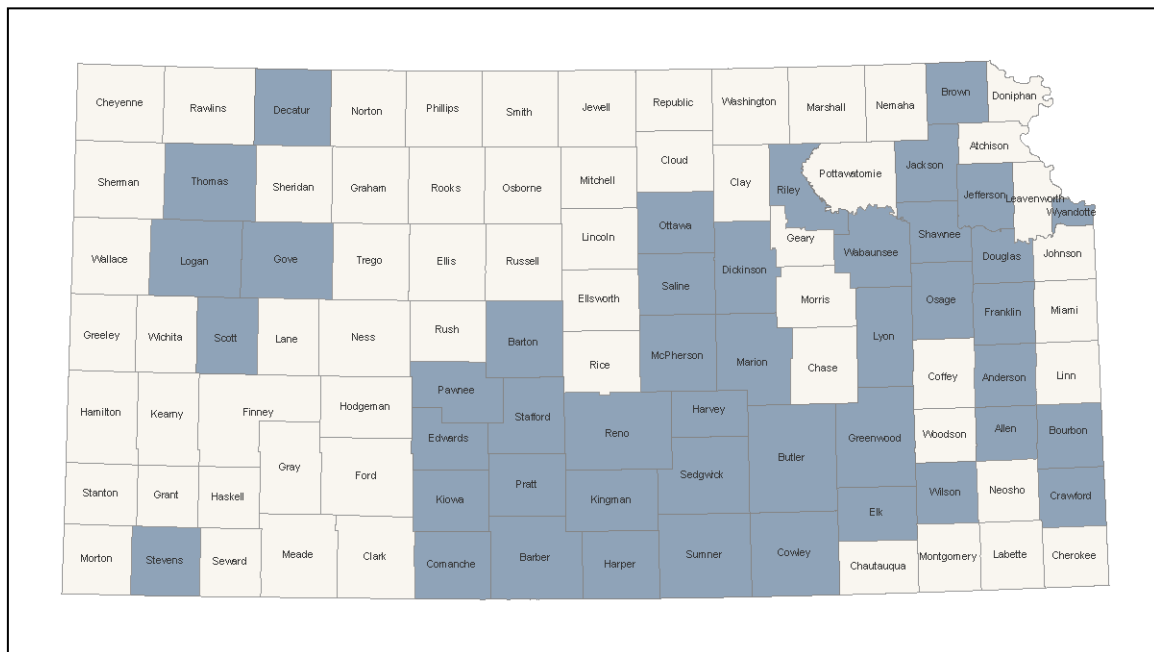 Cheyenne
Rawlins
Decatur
Norton
Phillips
Smith
Jewell
Republic
Washington
Marshall
Nemaha
Brown
Doniphan
Sherman
Thomas
Sheridan
Graham
Rooks
Osborne
Mitchell
Cloud
Clay
Riley
Pottawatomie
Jackson
Atchison
Jefferson
Leavenworth
Wyandotte
Wallace
Logan
Gove
Trego
Ellis
Russell
Lincoln
Ottawa
Dickinson
Geary
Wabaunsee
Shawnee
Douglas
Johnson
Ellsworth
Saline
Morris
Osage
Franklin
Miami
Greeley
Wichita
Scott
Lane
Ness
Rush
Barton
Rice
McPherson
Marion
Chase
Lyon
Coffey
Anderson
Linn
Hamilton
Kearny
Finney
Hodgeman
Pawnee
Stafford
Reno
Harvey
Butler
Greenwood
Woodson
Allen
Bourbon
Edwards
Gray
Ford
Stanton
Grant
Haskell
Kiowa
Pratt
Kingman
Sedgwick
Elk
Wilson
Neosho
Crawford
Morton
Stevens
Seward
Meade
Clark
Comanche
Barber
Harper
Sumner
Cowley
Chautauqua
Montgomery
Labette
Cherokee